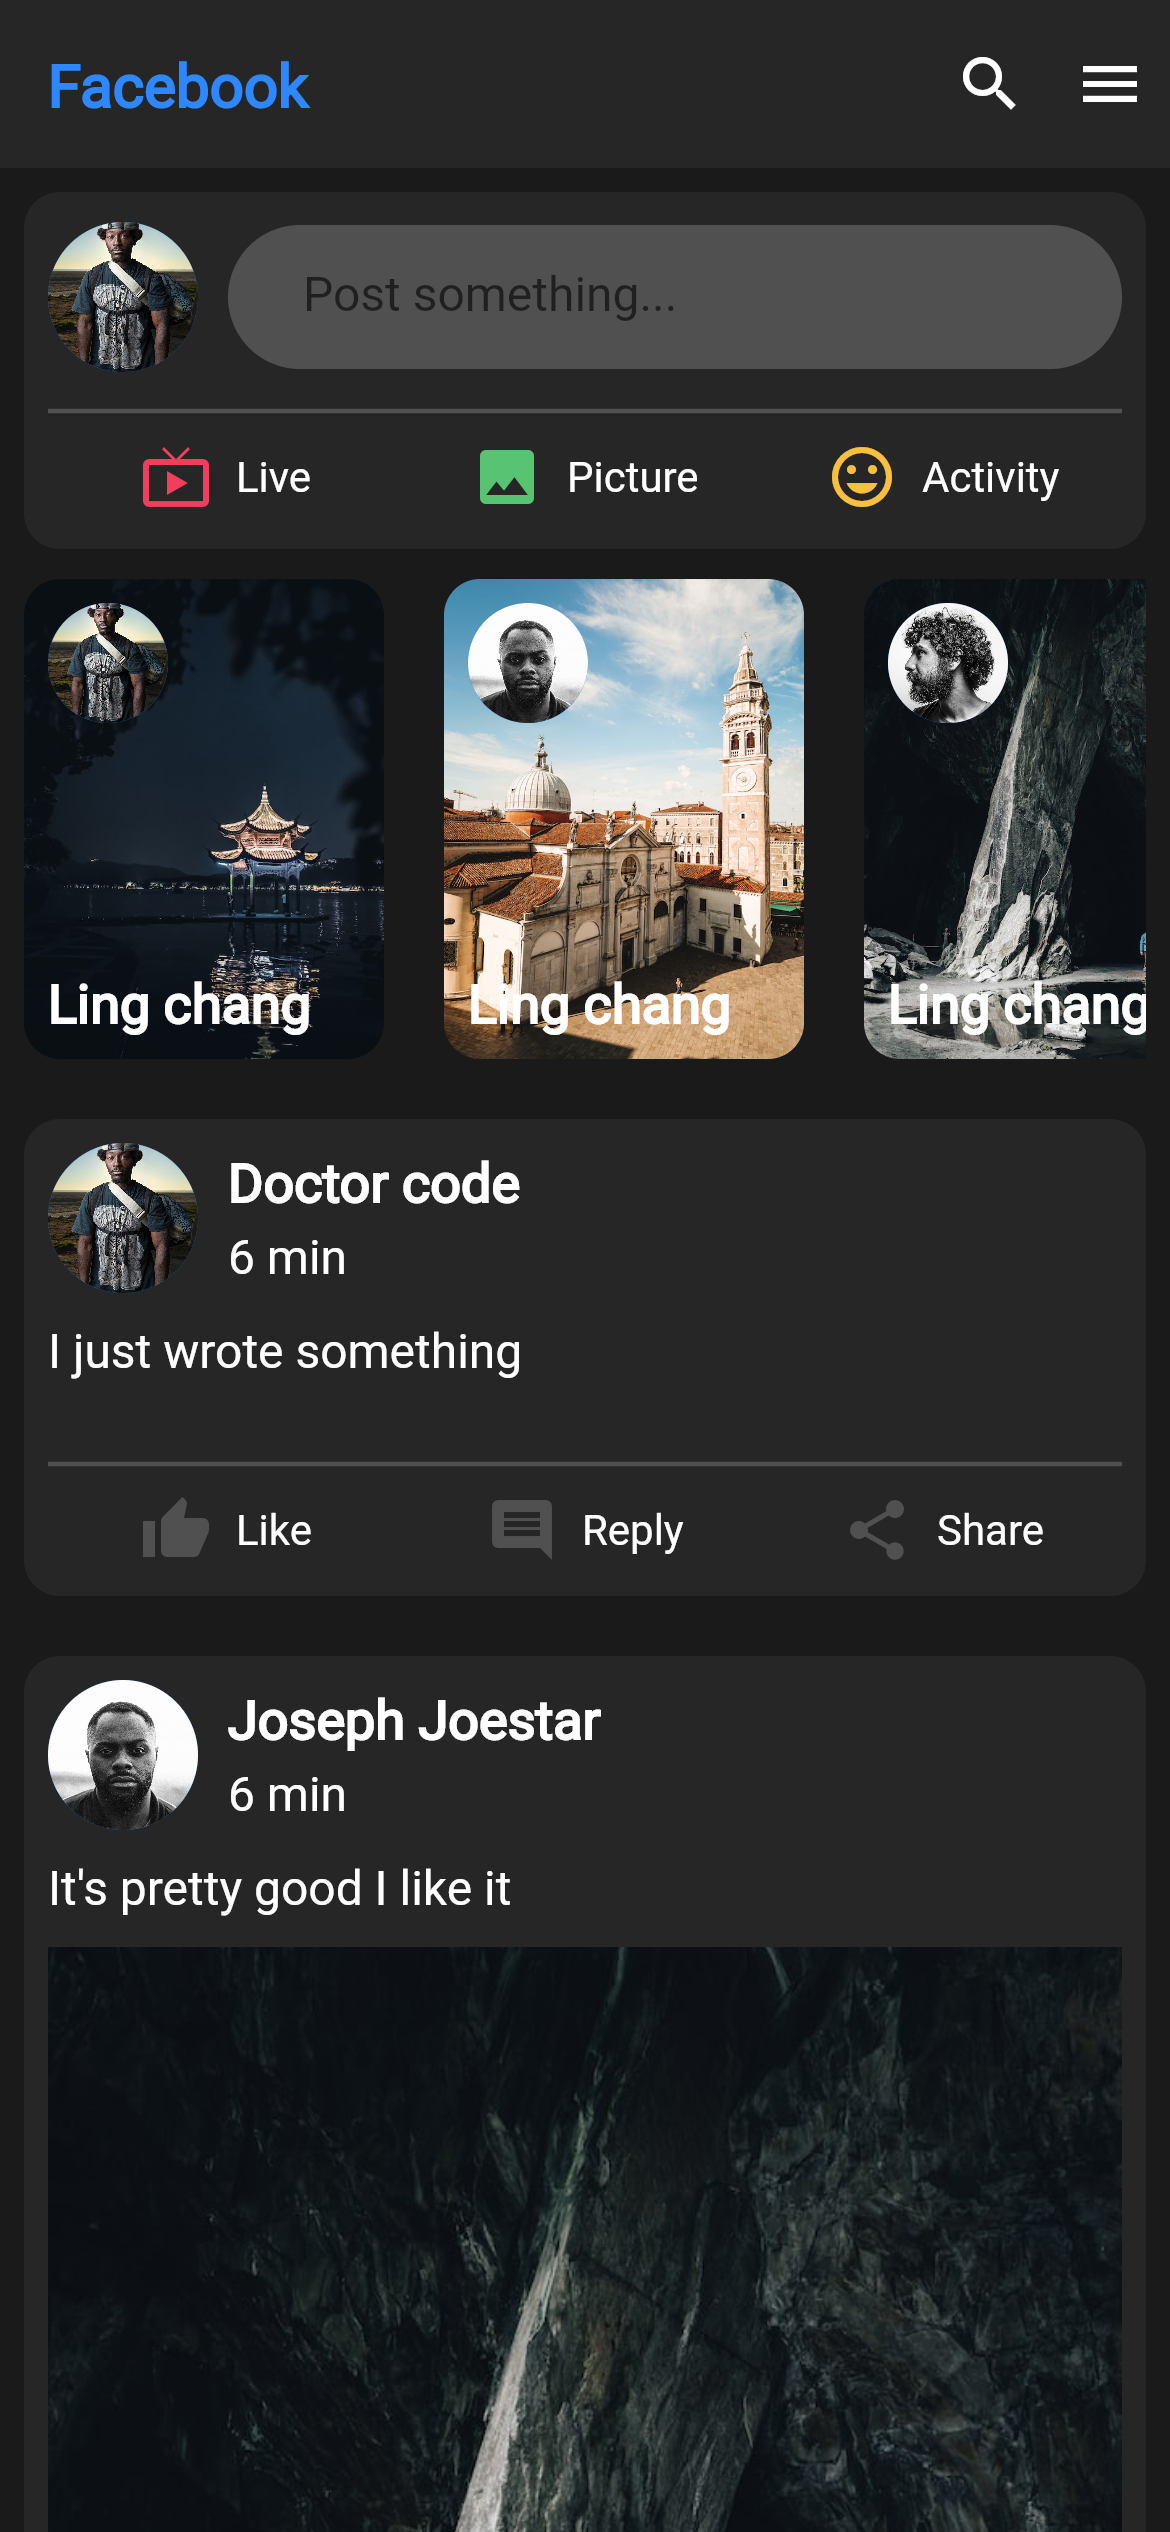 Facebook
Post something...
Live
Picture
Activity
Ling chang
Ling chang
Ling chang
Doctor code
6 min
I just wrote something
Like
Reply
Share
Joseph Joestar
6 min
It's pretty good I like it